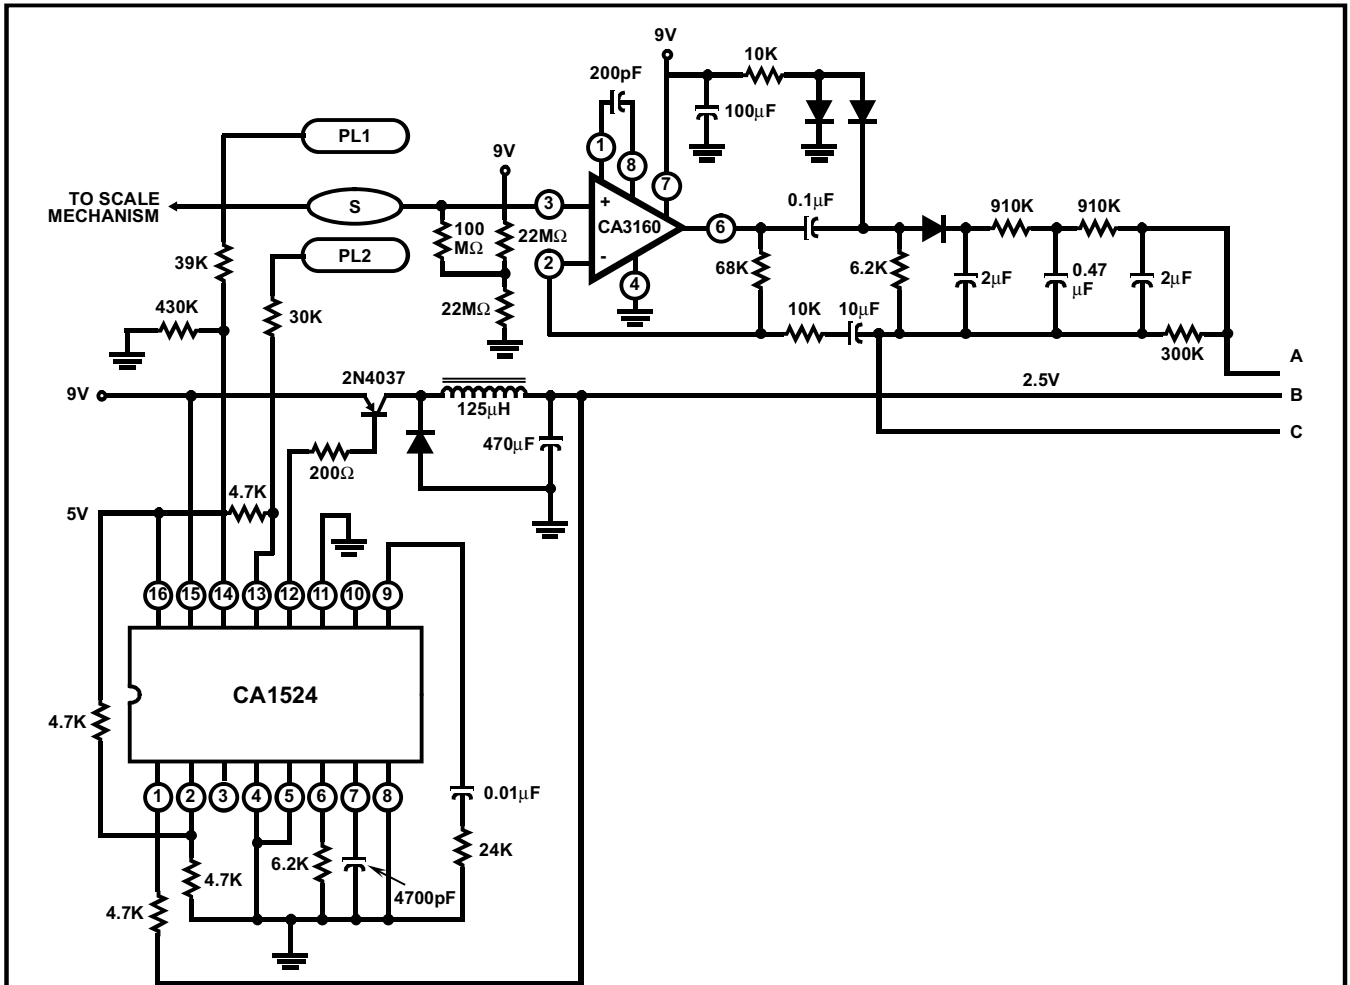 9V
10K
200pF
100μF
PL1
1
8
9V
7
TO SCALE
MECHANISM
S
3
+
CA3160
6
0.1μF
910K
910K
100
MΩ
22MΩ
2
-
39K
PL2
68K
6.2K
2μF
0.47
μF
2μF
4
430K
30K
22MΩ
10K
10μF
300K
A
2N4037
2.5V
9V
B
125μH
C
470μF
200Ω
4.7K
5V
16
15
14
13
12
11
10
9
CA1524
4.7K
1
2
3
4
5
6
7
8
0.01μF
24K
6.2K
4.7K
4700pF
4.7K